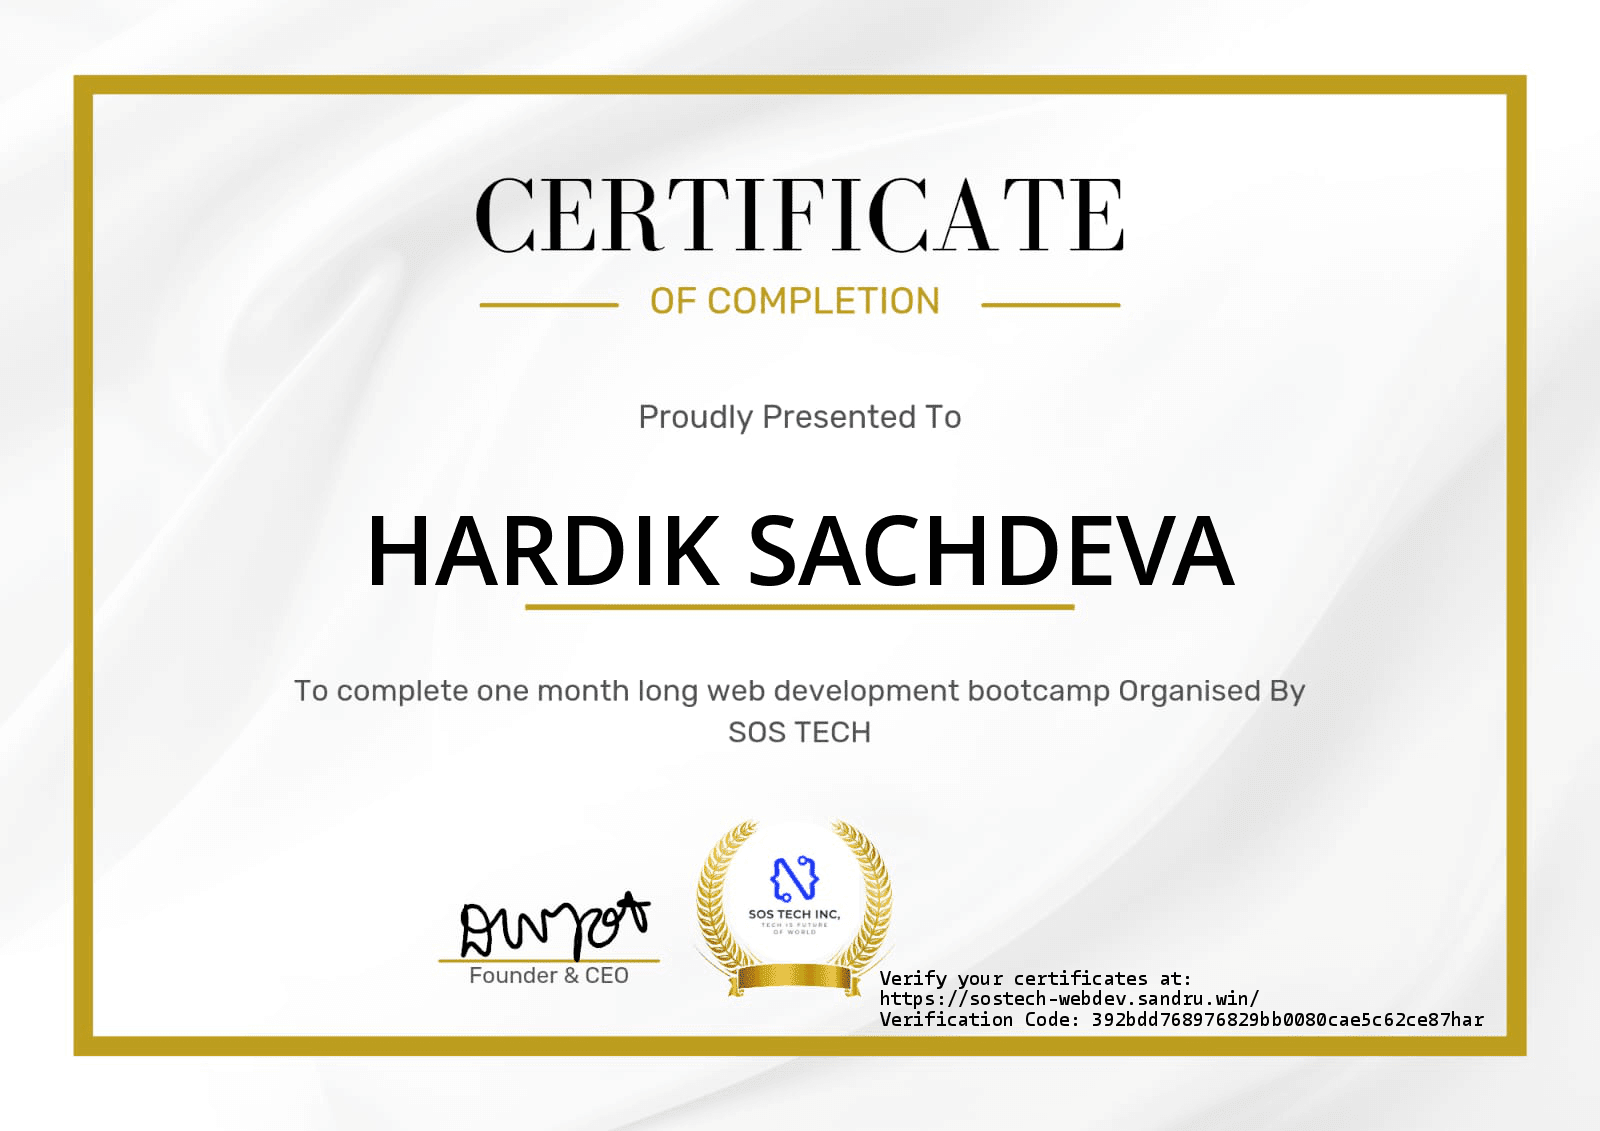 CERTIFICATE
OF COMPLETION
Proudly Presented To
HARDIK SACHDEVA
To complete one month long web development bootcamp Organised By
SOS TECH
Founder & CEO
SOS TECH INC,
TECH IS FUTURE
OF WORLD
Verify your certificates at:
https://sostech-webdev.sandru.win/
Verification Code: 392bdd768976829bb0080cae5c62ce87har